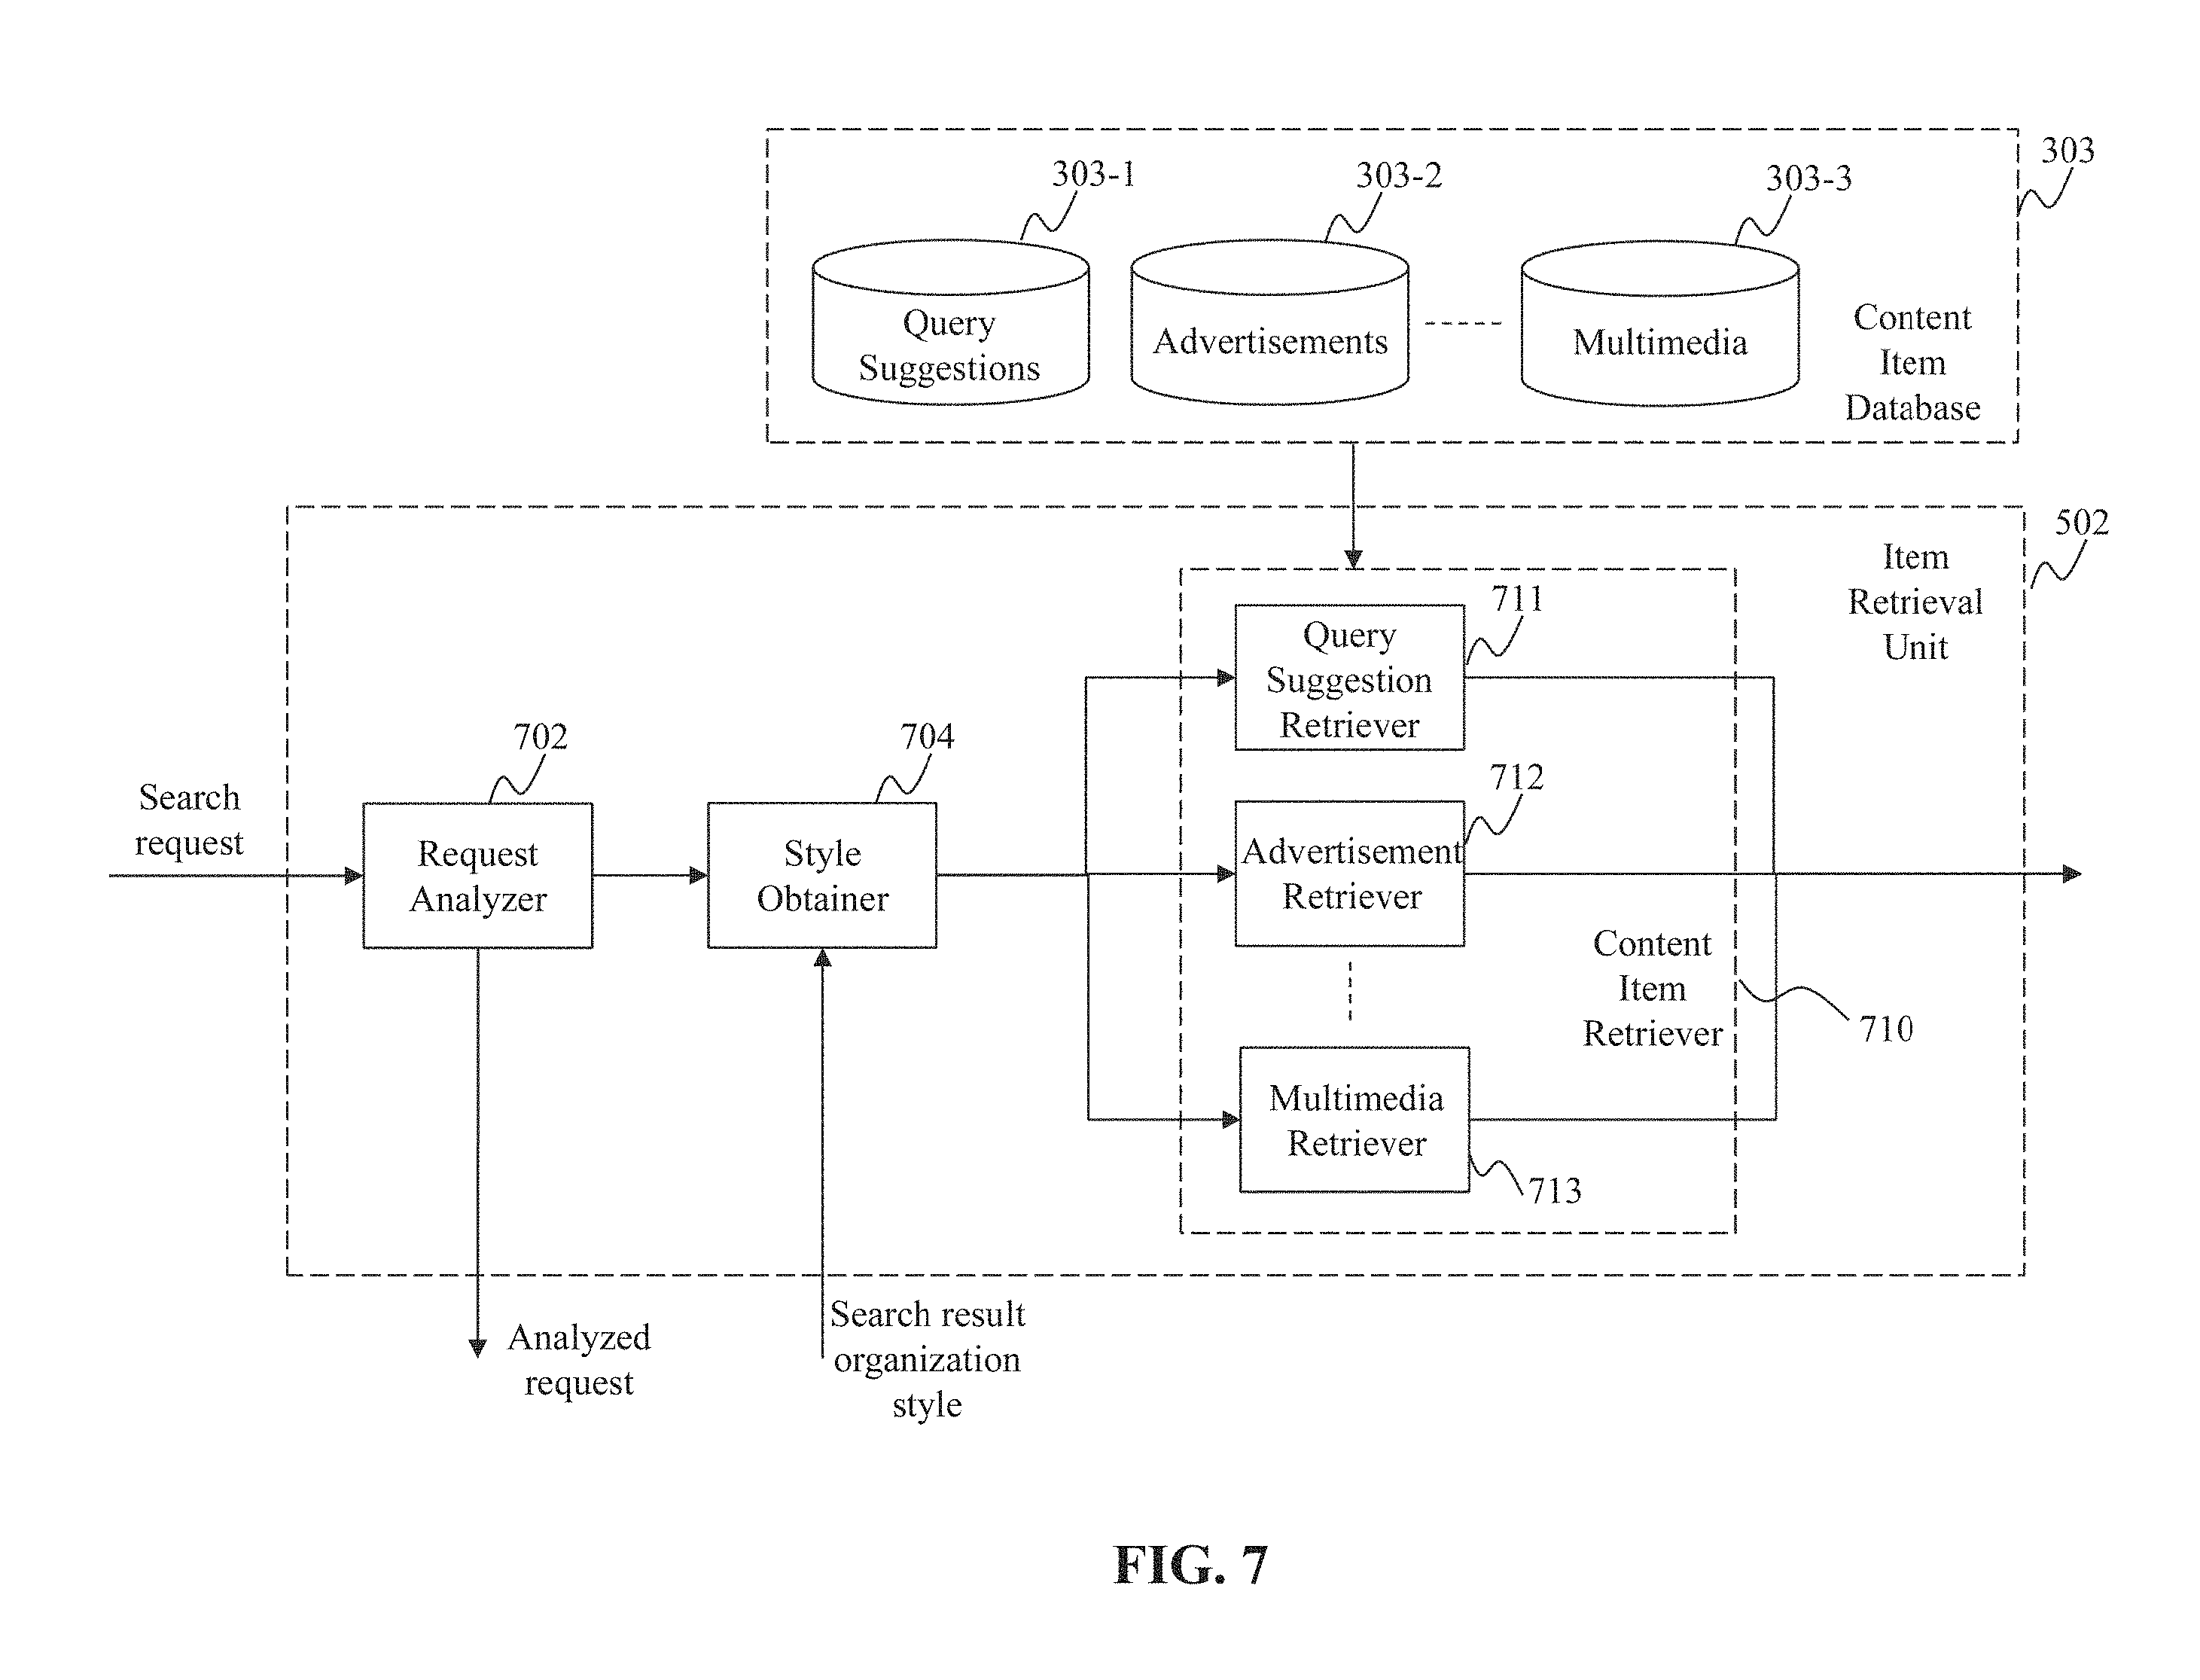 303
303-1
303-2
303-3
Query
Suggestions
Advertisements
Multimedia
Content
Item
Database
502
Item
Retrieval
Unit
711
Query
Suggestion
Retriever
702
704
712
Search
request
Request
Analyzer
Style
Obtainer
Advertisement
Retriever
Content
Item
Retriever
710
Multimedia
Retriever
713
Analyzed
request
Search result
organization
style
FIG. 7